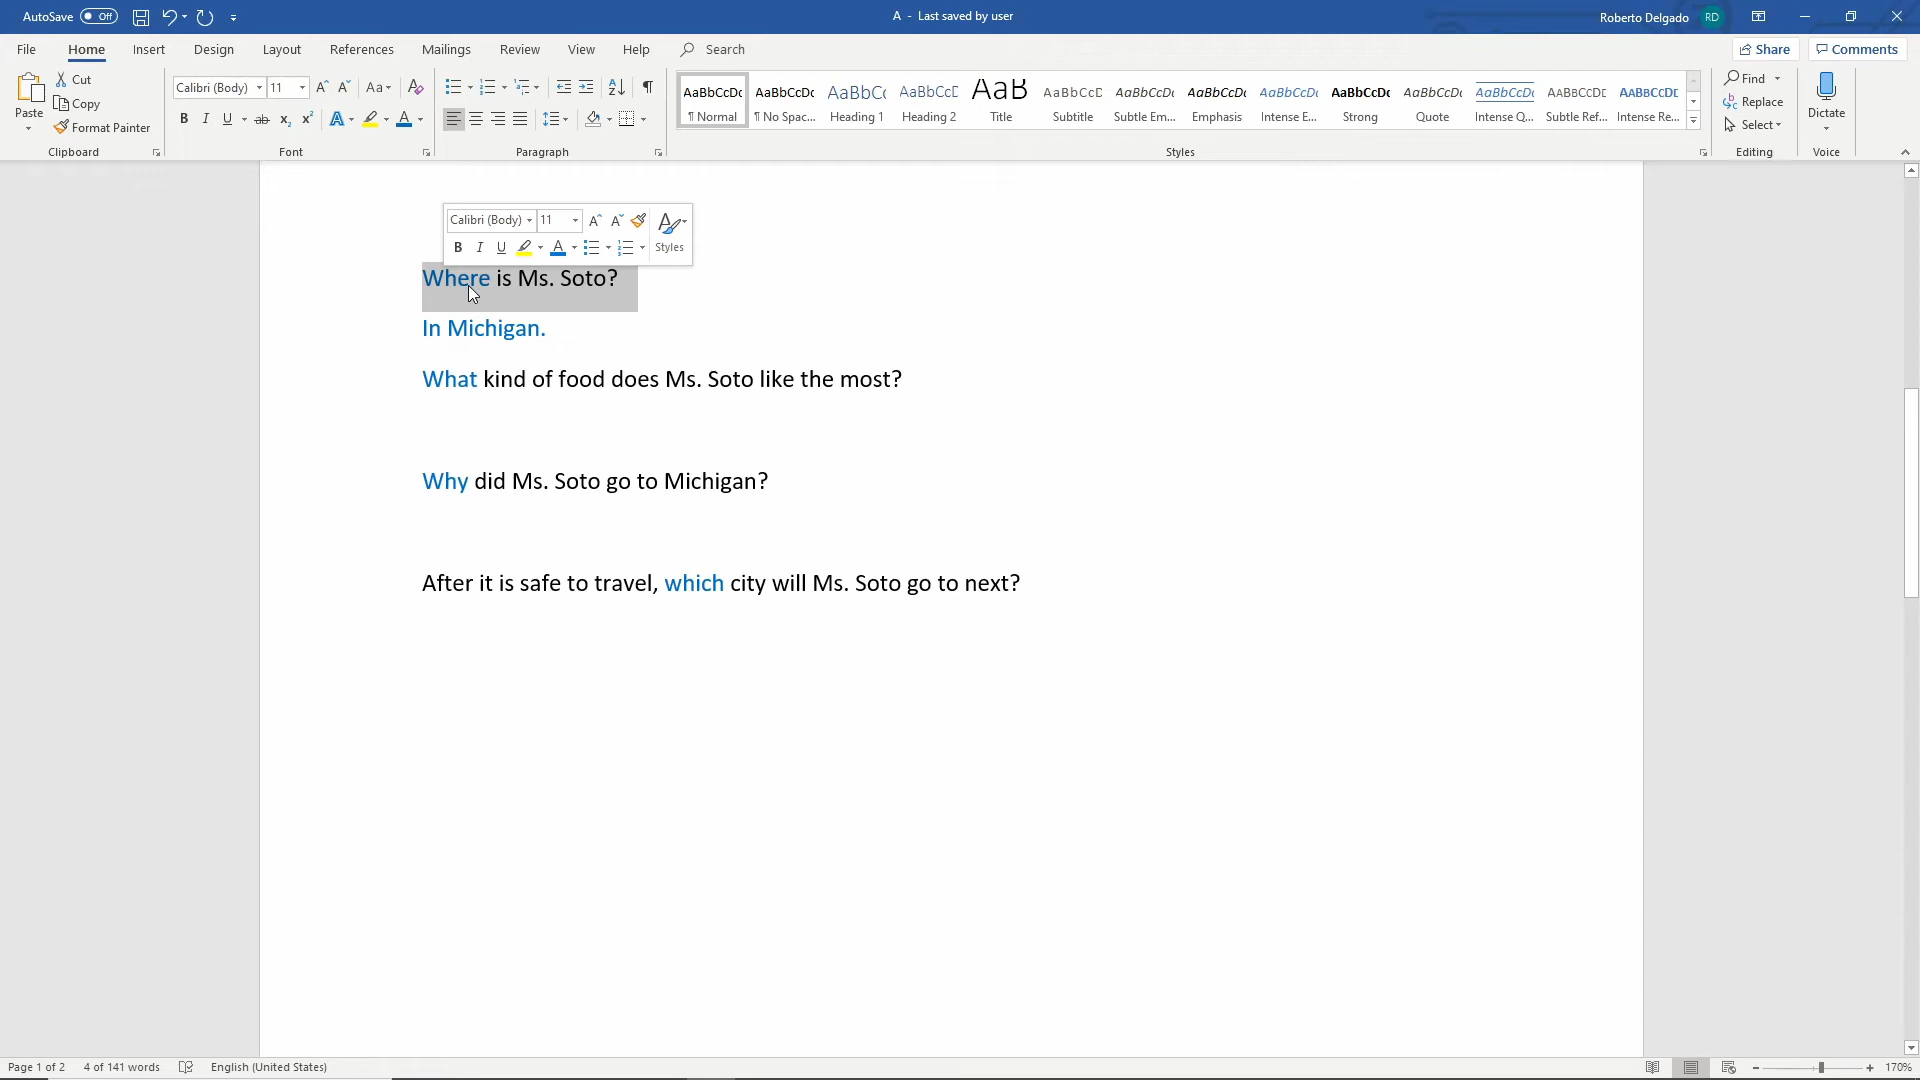 AutoSave Off
A - Last saved by user
Roberto Delgado RD
File Home Insert Design Layout References Mailings Review View Help Search
Share Comments
Paste
Cut
Copy
Format Painter
Clipboard
Calibri (Body) 11
Aa
Font
Paragraph
AaBbCcDc AaBbCcDc AaBbCc AaBbCcD AaB AaBbCcD AaBbCcDc AaBbCcDc AaBbCcDc AaBbCcDc AaBbCcDc AaBbCcDc AaBbCcDc AaBbCcDc
¶ Normal ¶ No Spac... Heading 1 Heading 2 Title Subtitle Subtle Em... Emphasis Intense E... Strong Quote Intense Q... Subtle Ref... Intense Re...
Styles
Find
Replace
Select
Editing
Dictate
Voice
Calibri (Body) 11
B I U A Styles
Where is Ms. Soto?
In Michigan.
What kind of food does Ms. Soto like the most?
Why did Ms. Soto go to Michigan?
After it is safe to travel, which city will Ms. Soto go to next?
Page 1 of 2 4 of 141 words English (United States) 170%